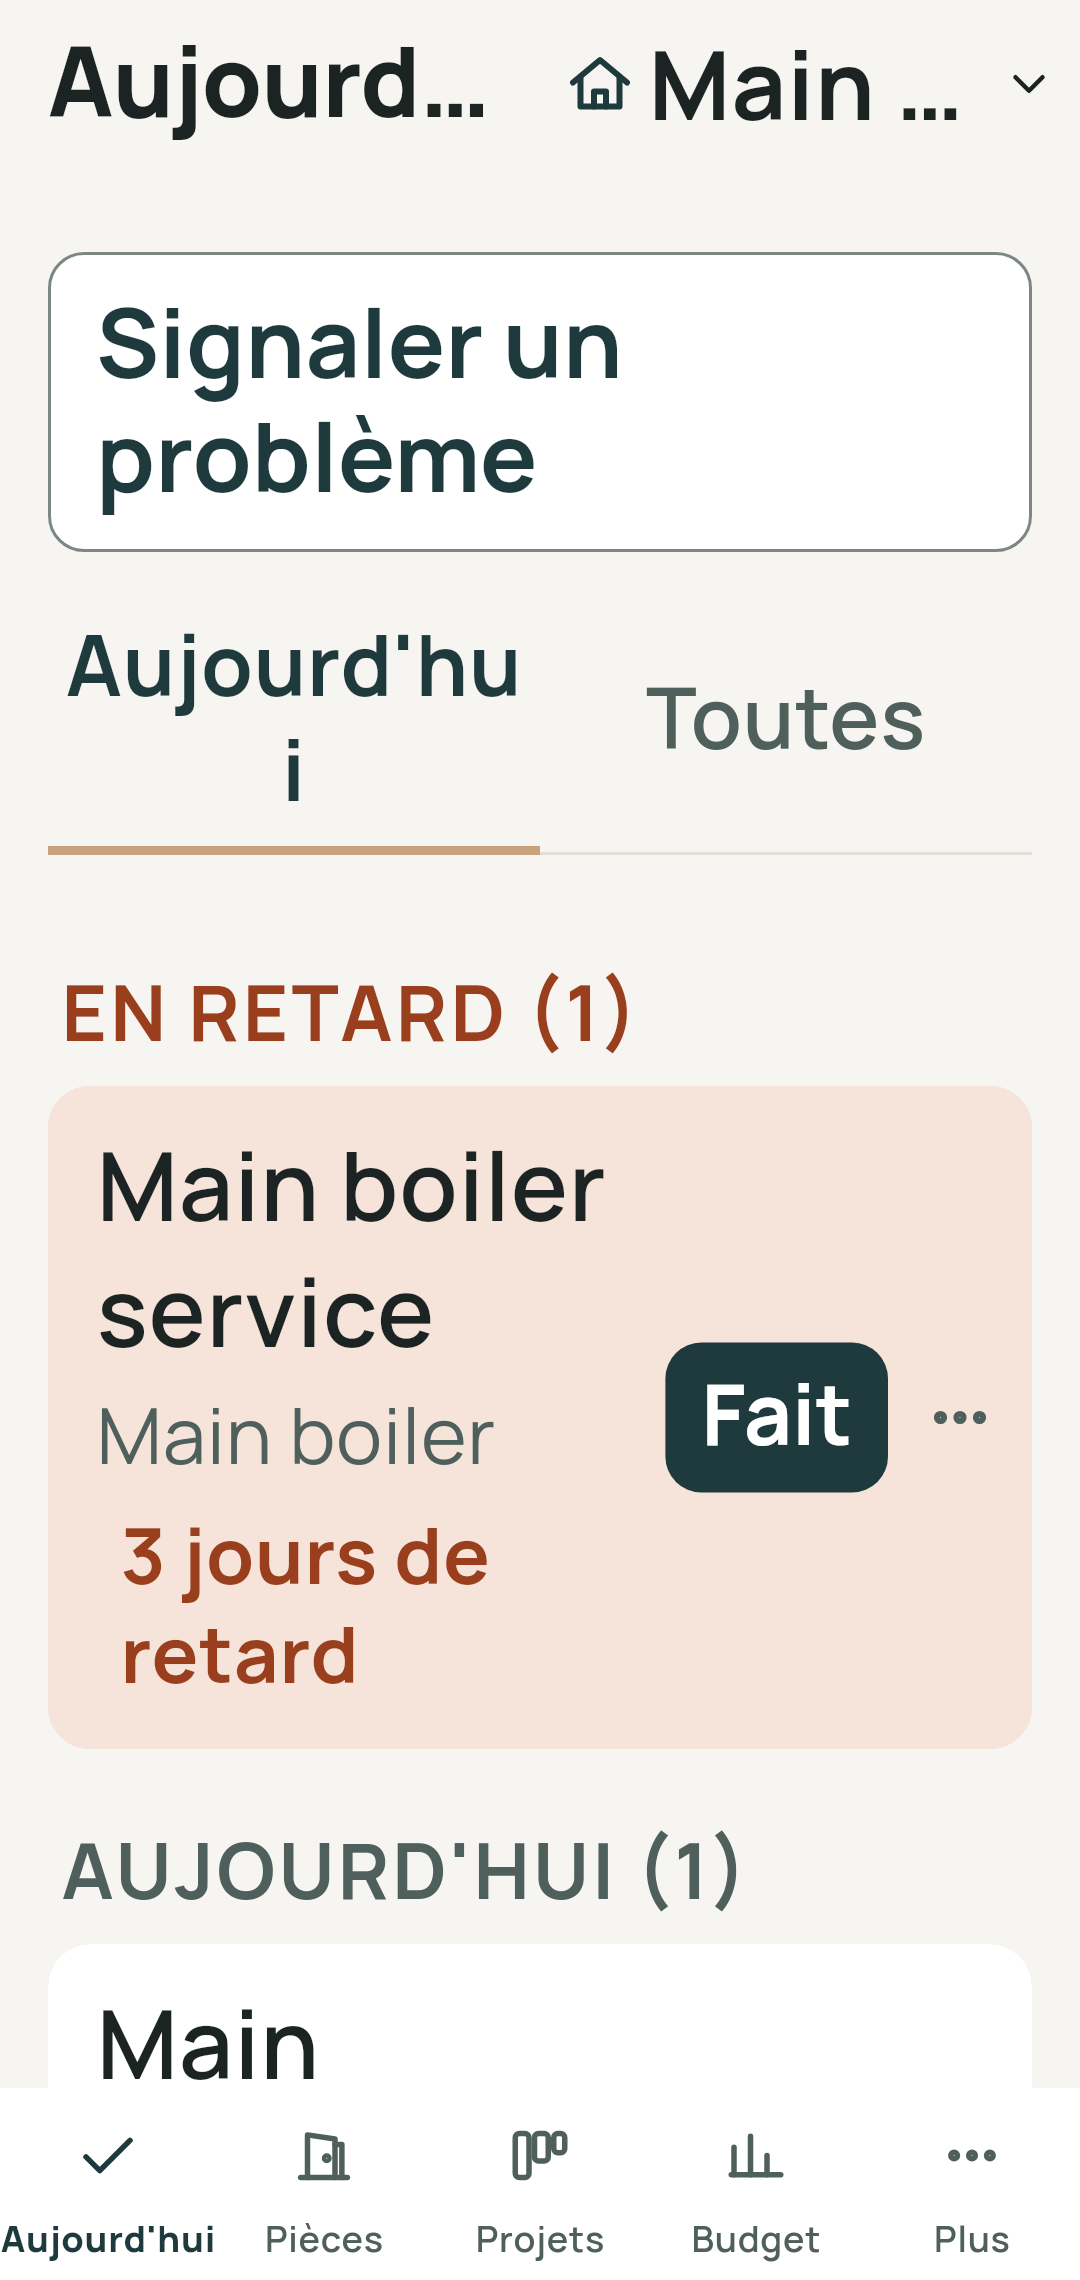 Aujourd…
Main …
Signaler un
problème
Aujourd'hu
i
Toutes
EN RETARD (1)
Main boiler
service
Main boiler
3 jours de
retard
Fait
AUJOURD'HUI (1)
Main
Aujourd'hui
Pièces
Projets
Budget
Plus